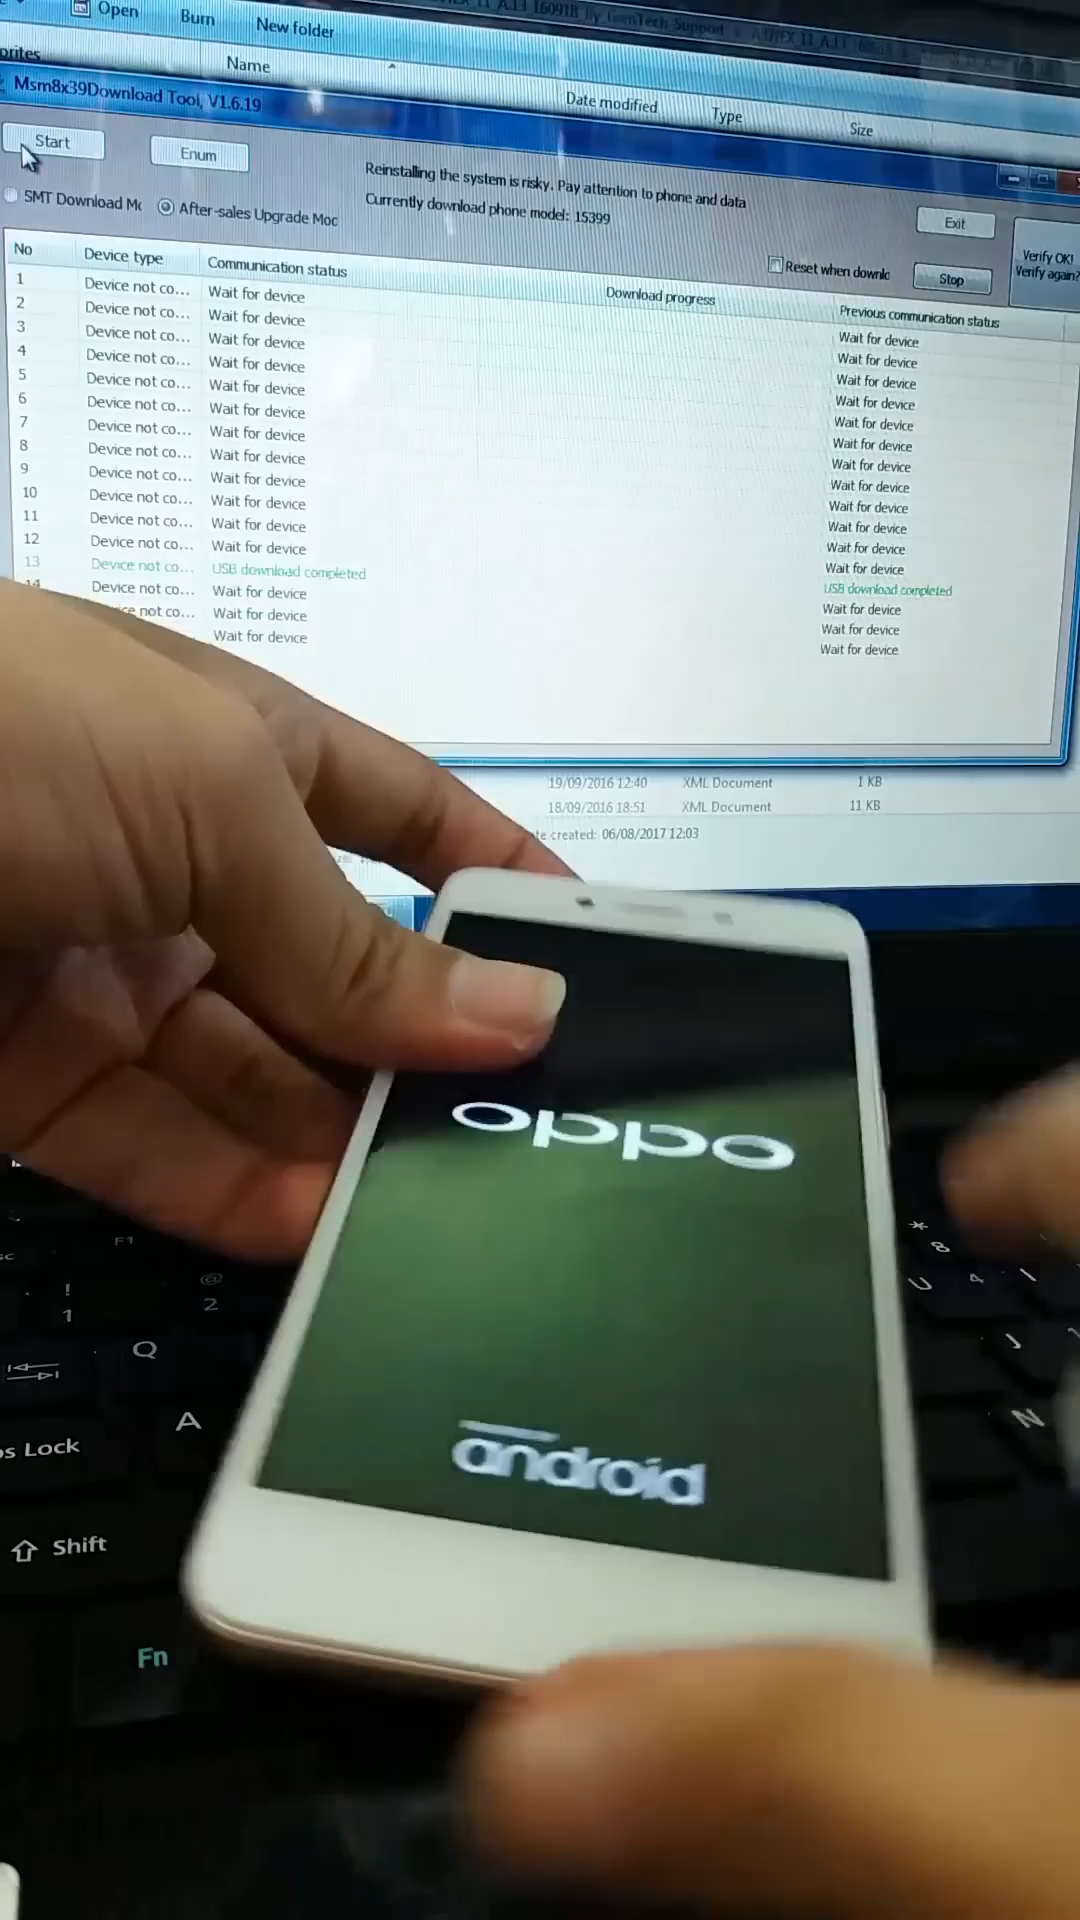 Open Burn New folder
Name Date modified Type Size
Msm8x39Download Tool, V1.6.19
Start Enum
Reinstalling the system is risky. Pay attention to phone and data
Currently download phone model: 15399
Exit
Verify OK!
Verify again?
SMT Download Mo After-sales Upgrade Moc
Reset when downlo
Stop
No Device type Communication status Download progress Previous communication status
1 Device not co... Wait for device Wait for device
2 Device not co... Wait for device Wait for device
3 Device not co... Wait for device Wait for device
4 Device not co... Wait for device Wait for device
5 Device not co... Wait for device Wait for device
6 Device not co... Wait for device Wait for device
7 Device not co... Wait for device Wait for device
8 Device not co... Wait for device Wait for device
9 Device not co... Wait for device Wait for device
10 Device not co... Wait for device Wait for device
11 Device not co... Wait for device Wait for device
12 Device not co... Wait for device Wait for device
13 Device not co... USB download completed USB download completed
14 Device not co... Wait for device Wait for device
ice not co... Wait for device Wait for device
Wait for device Wait for device
19/09/2016 12:40 XML Document 1 KB
18/09/2016 18:51 XML Document 11 KB
te created: 06/08/2017 12:03
oppo
android
F1
! 1
@ 2
Q
A
s Lock
Shift
Fn
* 8
U 4
J
N